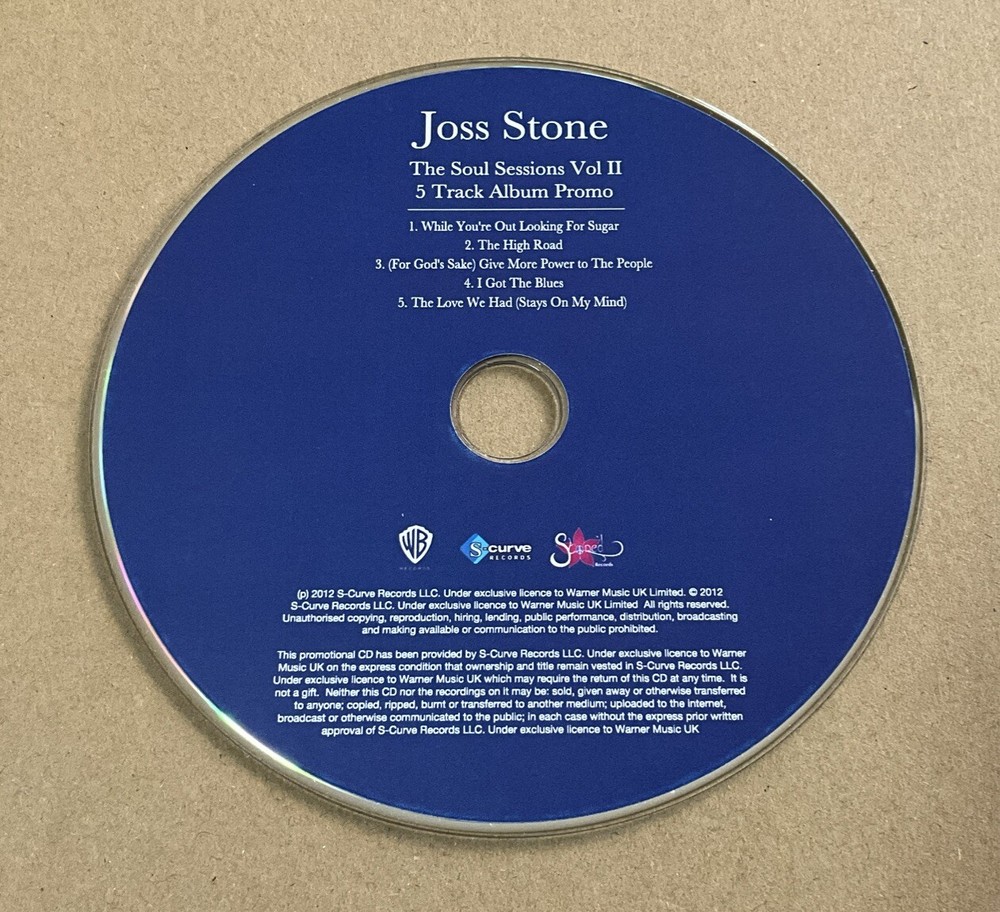 Joss Stone
The Soul Sessions Vol II
5 Track Album Promo
1. While You're Out Looking For Sugar
2. The High Road
3. (For God's Sake) Give More Power to The People
4. I Got The Blues
5. The Love We Had (Stays On My Mind)
WB
RECORDS
S-curve
RECORDS
Stone'd
Records
(p) 2012 S-Curve Records LLC. Under exclusive licence to Warner Music UK Limited. © 2012
S-Curve Records LLC. Under exclusive licence to Warner Music UK Limited  All rights reserved.
Unauthorised copying, reproduction, hiring, lending, public performance, distribution, broadcasting
and making available or communication to the public prohibited.
This promotional CD has been provided by S-Curve Records LLC. Under exclusive licence to Warner
Music UK on the express condition that ownership and title remain vested in S-Curve Records LLC.
Under exclusive licence to Warner Music UK which may require the return of this CD at any time.  It is
not a gift.  Neither this CD nor the recordings on it may be: sold, given away or otherwise transferred
to anyone; copied, ripped, burnt or transferred to another medium; uploaded to the internet,
broadcast or otherwise communicated to the public; in each case without the express prior written
approval of S-Curve Records LLC. Under exclusive licence to Warner Music UK